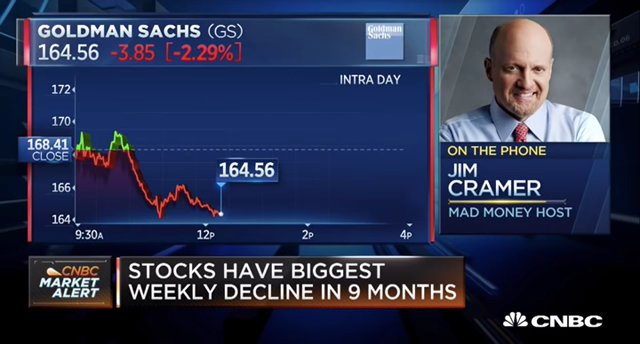 GOLDMAN SACHS (GS)
164.56 -3.85 [-2.29%]
Goldman
Sachs
INTRA DAY
172
170
168.41
CLOSE
166
164
164.56
9:30A
12P
2P
4P
ON THE PHONE
JIM
CRAMER
MAD MONEY HOST
CNBC
MARKET
ALERT
STOCKS HAVE BIGGEST
WEEKLY DECLINE IN 9 MONTHS
CNBC